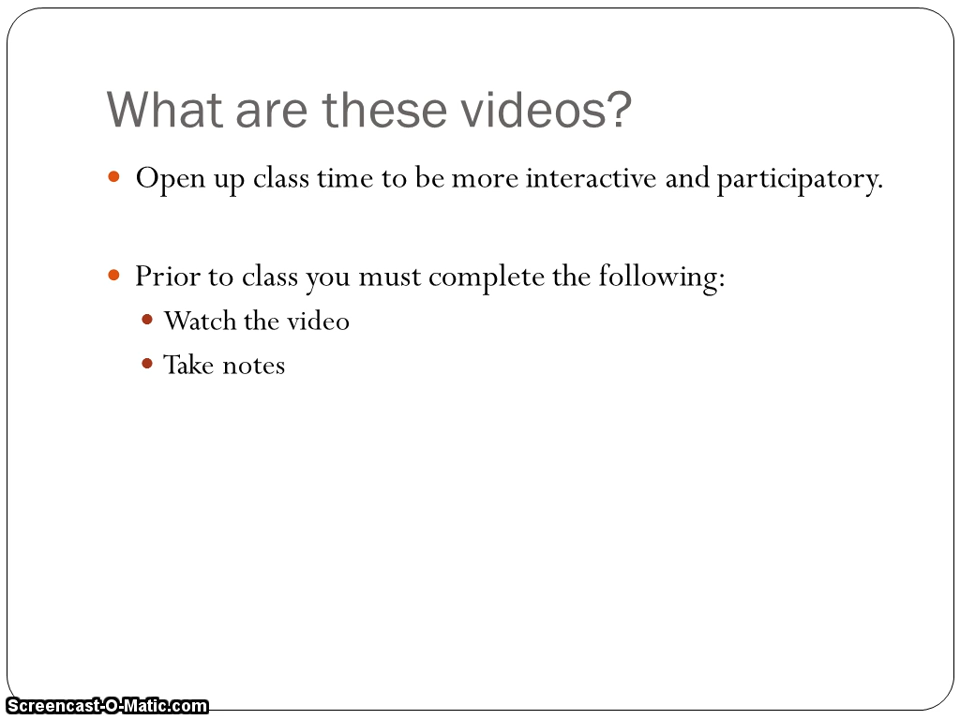 What are these videos?
Open up class time to be more interactive and participatory.
Prior to class you must complete the following:
Watch the video
Take notes
Screencast-O-Matic.com